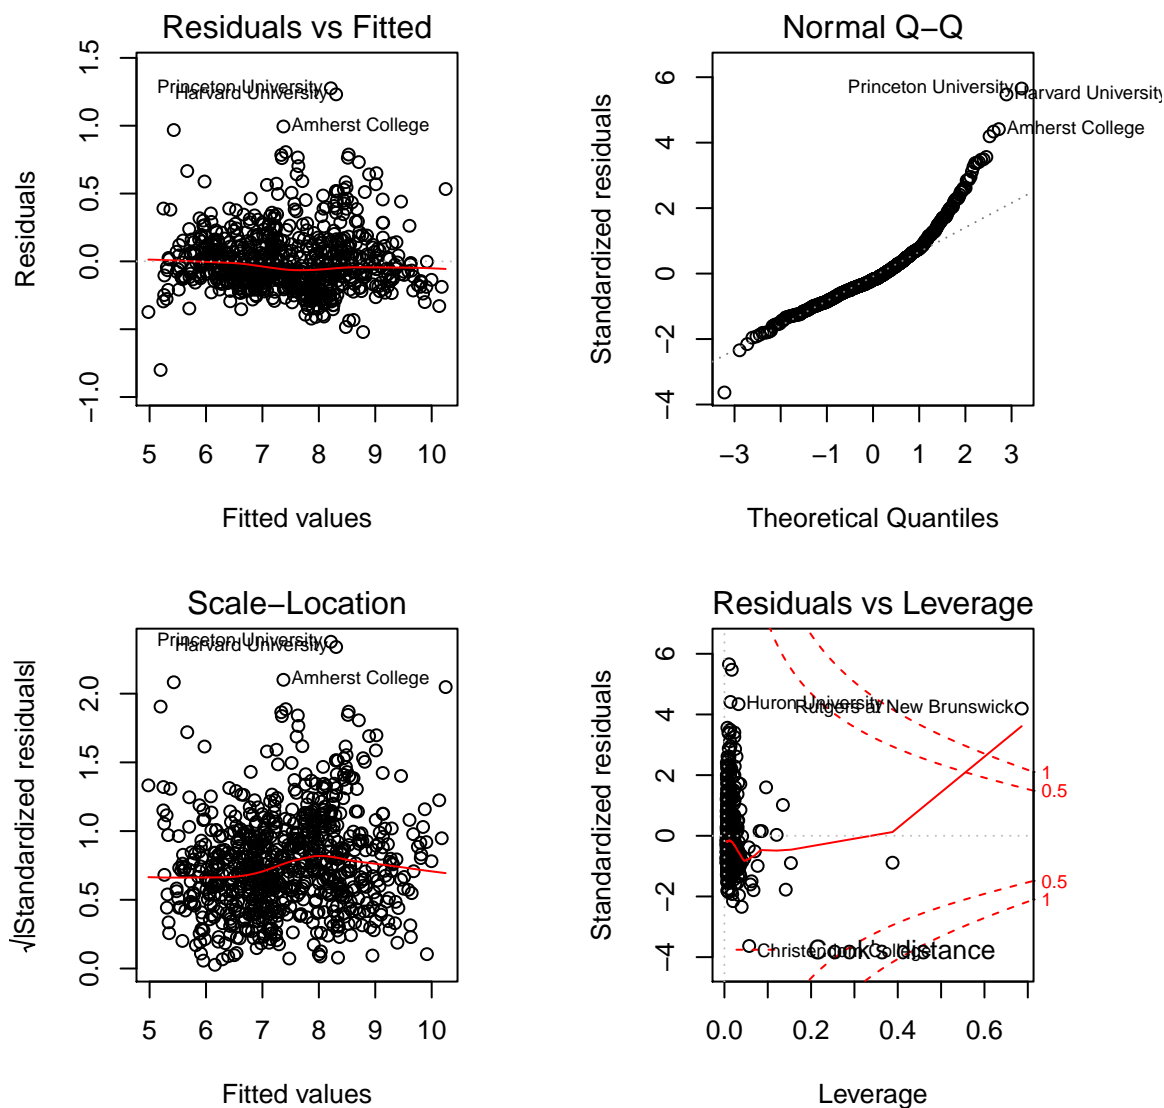 Residuals vs Fitted
Residuals
1.5
1.0
0.5
0.0
−1.0
Princeton University
Harvard University
Amherst College
5 6 7 8 9 10
Fitted values
Normal Q−Q
Standardized residuals
6
4
2
0
−2
−4
Princeton University
Harvard University
Amherst College
−3 −1 0 1 2 3
Theoretical Quantiles
Scale−Location
√|Standardized residuals|
2.0
1.5
1.0
0.5
0.0
Princeton University
Harvard University
Amherst College
5 6 7 8 9 10
Fitted values
Residuals vs Leverage
Standardized residuals
6
4
2
0
−2
−4
Huron University
Rutgers at New Brunswick
1
0.5
0.5
1
Christendom College
Cook's distance
0.0 0.2 0.4 0.6
Leverage